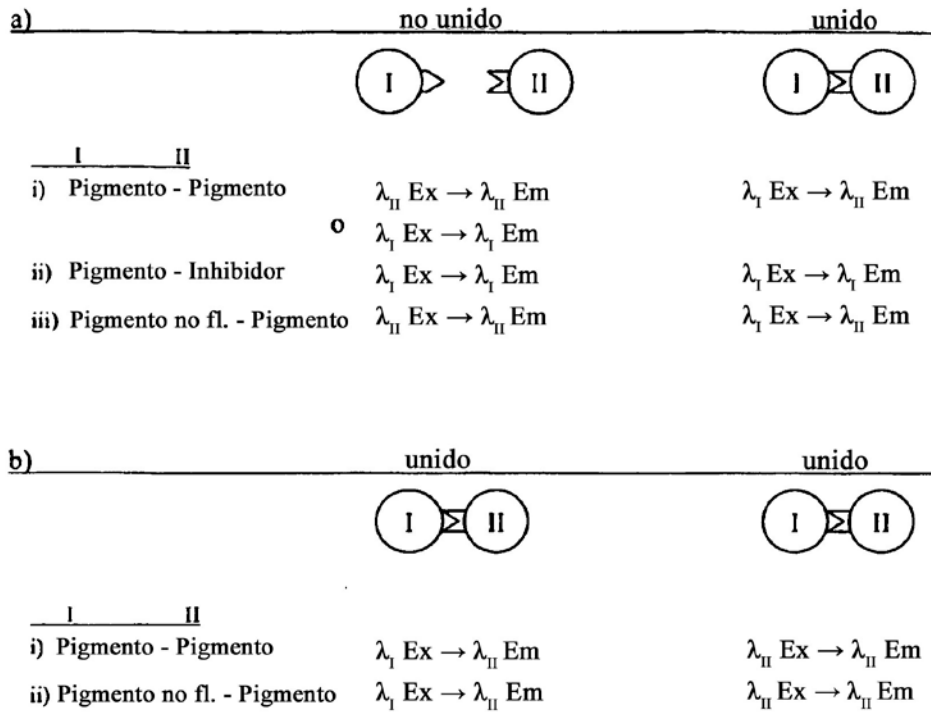 a) no unido unido
I II I II
I II
i) Pigmento - Pigmento λII Ex → λII Em λI Ex → λII Em
o λI Ex → λI Em
ii) Pigmento - Inhibidor λI Ex → λI Em λI Ex → λI Em
iii) Pigmento no fl. - Pigmento λII Ex → λII Em λI Ex → λII Em
b) unido unido
I II I II
I II
i) Pigmento - Pigmento λI Ex → λII Em λII Ex → λII Em
ii) Pigmento no fl. - Pigmento λI Ex → λII Em λII Ex → λII Em